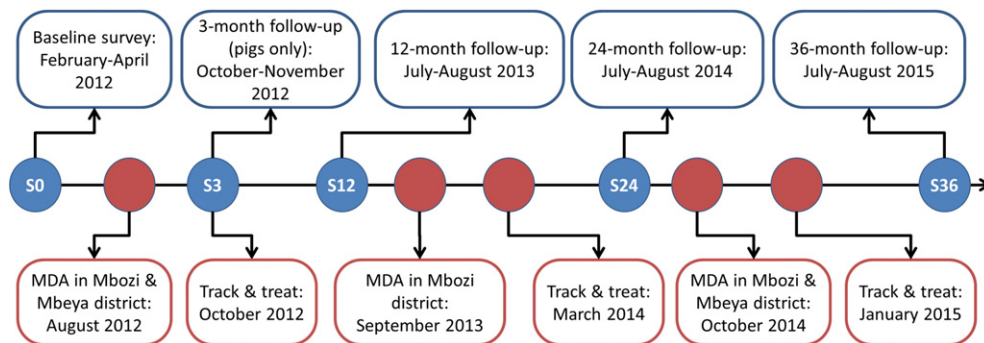 Baseline survey:
February-April
2012
3-month follow-up
(pigs only):
October-November
2012
12-month follow-up:
July-August 2013
24-month follow-up:
July-August 2014
36-month follow-up:
July-August 2015
S0
S3
S12
S24
S36
MDA in Mbozi &
Mbeya district:
August 2012
Track & treat:
October 2012
MDA in Mbozi
district:
September 2013
Track & treat:
March 2014
MDA in Mbozi &
Mbeya district:
October 2014
Track & treat:
January 2015